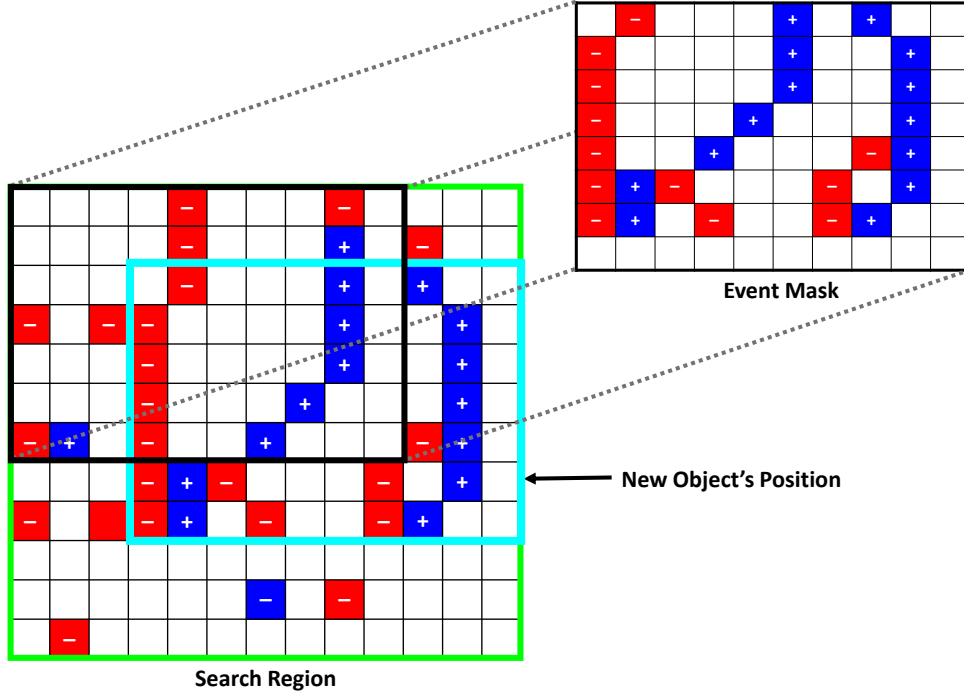 − + +
− + +
− + +
− + +
− + − +
− + − − +
− + − − +
Event Mask
− −
− + −
− + +
− − − + +
− + +
− + +
− + − + − +
− + − − +
− − + − − +
− −
−
New Object's Position
Search Region